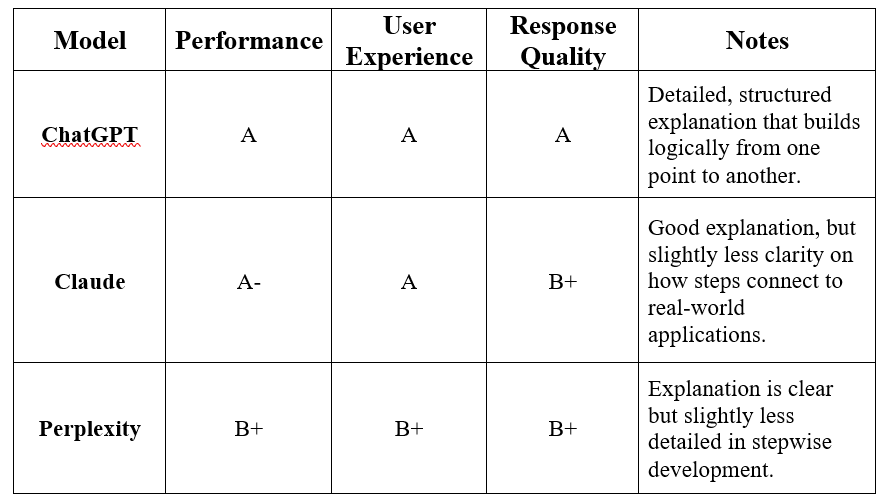 Model
Performance
User
Experience
Response
Quality
Notes
ChatGPT
A
A
A
Detailed, structured
explanation that builds
logically from one
point to another.
Claude
A-
A
B+
Good explanation, but
slightly less clarity on
how steps connect to
real-world
applications.
Perplexity
B+
B+
B+
Explanation is clear
but slightly less
detailed in stepwise
development.